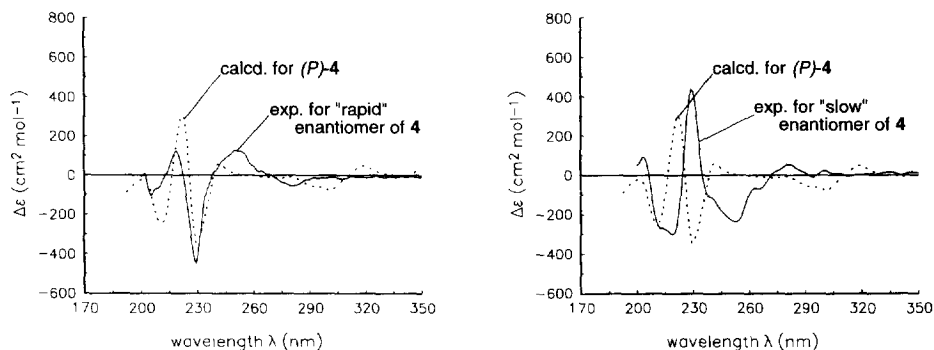 800
600
400
200
0
-200
-400
-600
170 200 230 260 290 320 350
Δε (cm² mol−1)
wavelength λ (nm)
calcd. for (P)-4
exp. for "rapid"
enantiomer of 4
800
600
400
200
0
-200
-400
-600
170 200 230 260 290 320 350
Δε (cm² mol−1)
wavelength λ (nm)
calcd. for (P)-4
exp. for "slow"
enantiomer of 4